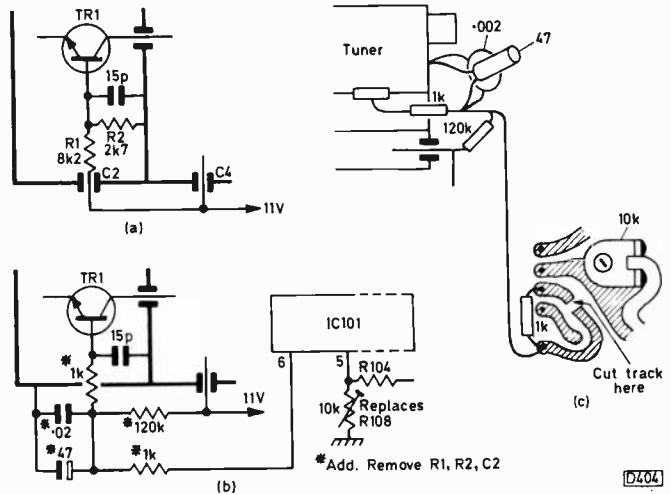 TR1
15p
R1
8k2
R2
2k7
C2
C4
11V
(a)
Tuner
·002
47
1k
120k
10k
1k
Cut track
here
(c)
TR1
15p
* 1k
* ·02
* 47
* 120k
* 1k
11V
IC101
6
5
R104
10k
Replaces
R108
*Add. Remove R1, R2, C2
(b)
D404